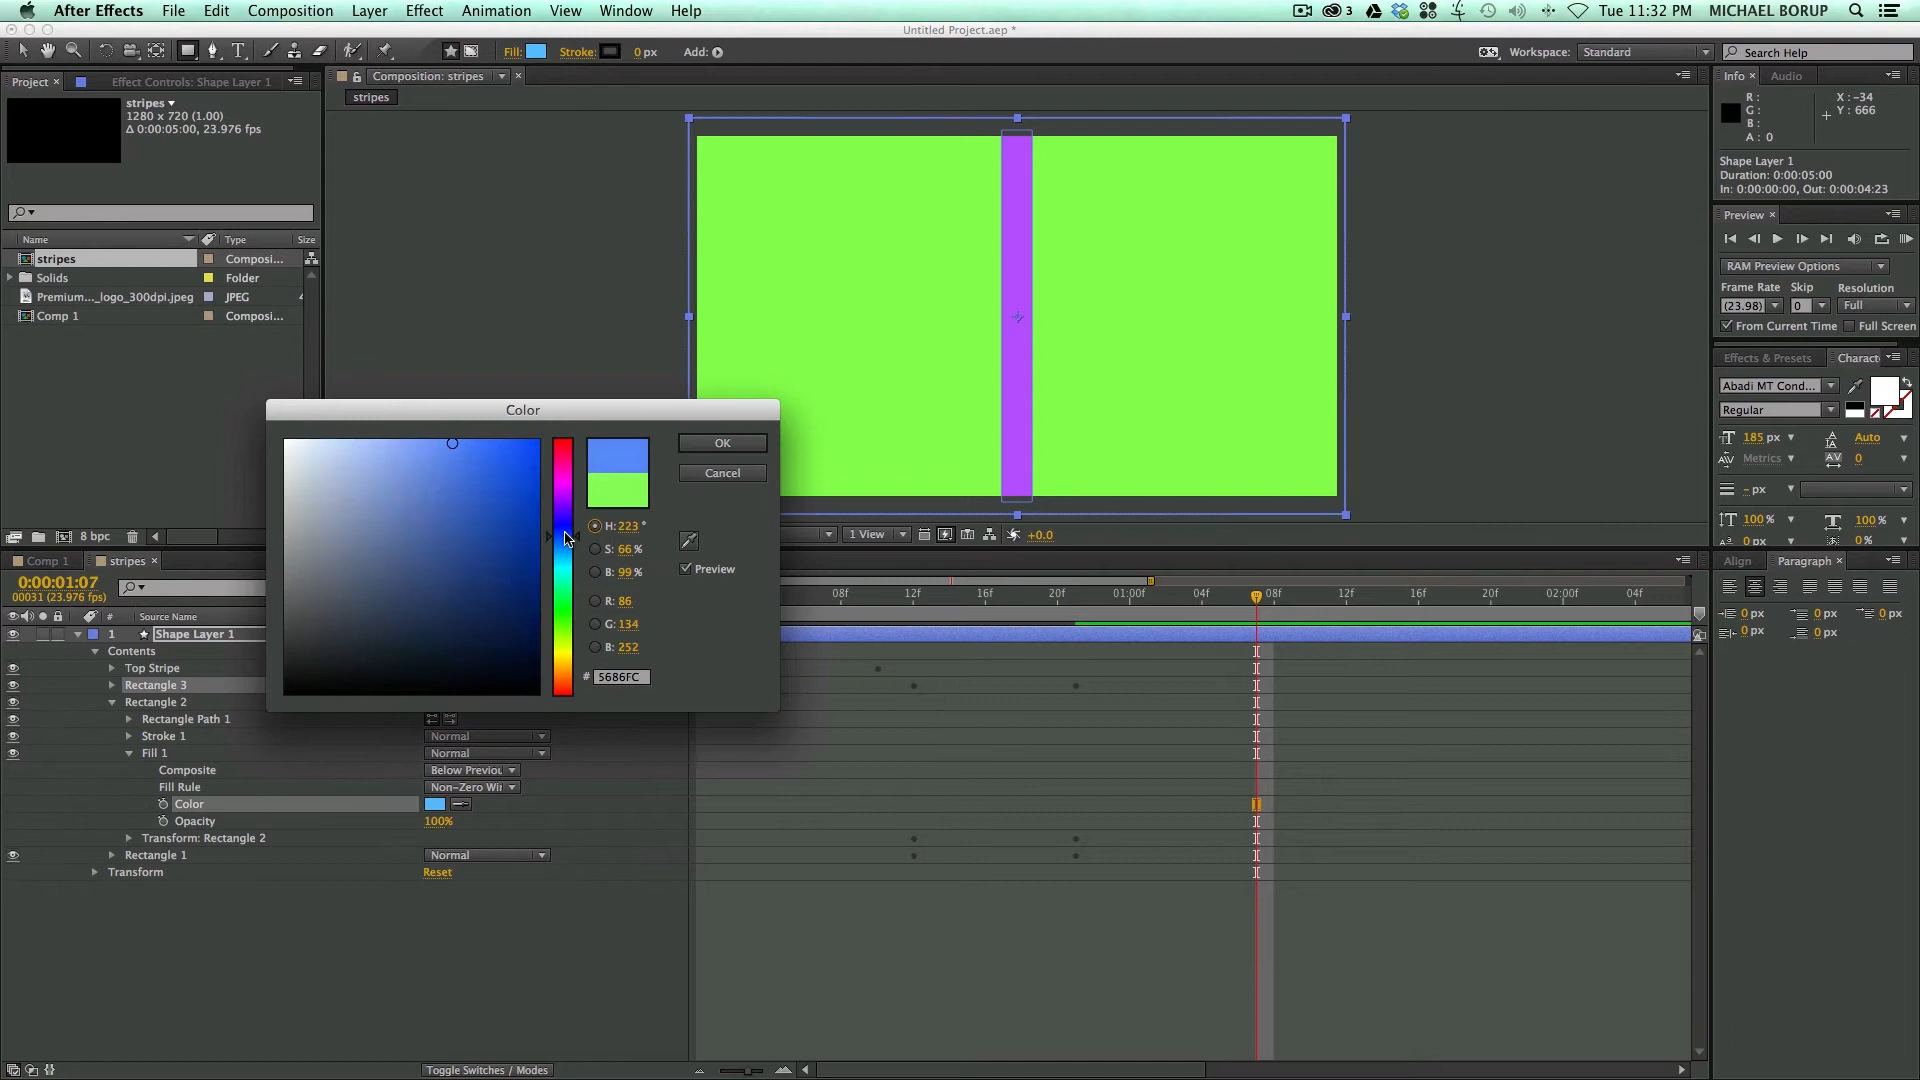 After Effects File Edit Composition Layer Effect Animation View Window Help 3 Tue 11:32 PM MICHAEL BORUP
Untitled Project.aep *
T Fill: Stroke: 0 px Add: Workspace: Standard Search Help
Project × Effect Controls: Shape Layer 1 Composition: stripes × Info × Audio
stripes
stripes ▾
1280 x 720 (1.00)
Δ 0:00:05:00, 23.976 fps
R :
G :
B :
A : 0
X : -34
Y : 666
Shape Layer 1
Duration: 0:00:05:00
In: 0:00:00:00, Out: 0:00:04:23
Preview ×
Name Type Size
stripes Composi...
Solids Folder
Premium..._logo_300dpi.jpeg JPEG
Comp 1 Composi...
RAM Preview Options
Frame Rate Skip Resolution
(23.98) 0 Full
From Current Time Full Screen
Effects & Presets Charact
Abadi MT Cond...
Regular
185 px Auto
Metrics 0
- px
100% 100%
0 px 0%
Color
OK
Cancel
H: 223 °
S: 66 %
B: 99 %
Preview
R: 86
G: 134
B: 252
# 5686FC
8 bpc 1 View +0.0
Comp 1 stripes × Align Paragraph ×
0:00:01:07
00031 (23.976 fps)
08f 12f 16f 20f 01:00f 04f 08f 12f 16f 20f 02:00f 04f
0 px 0 px 0 px
0 px 0 px
# Source Name
1 Shape Layer 1
Contents
Top Stripe
Rectangle 3
Rectangle 2
Rectangle Path 1
Stroke 1 Normal
Fill 1 Normal
Composite Below Previou
Fill Rule Non-Zero Wir
Color
Opacity 100%
Transform: Rectangle 2
Rectangle 1 Normal
Transform Reset
Toggle Switches / Modes